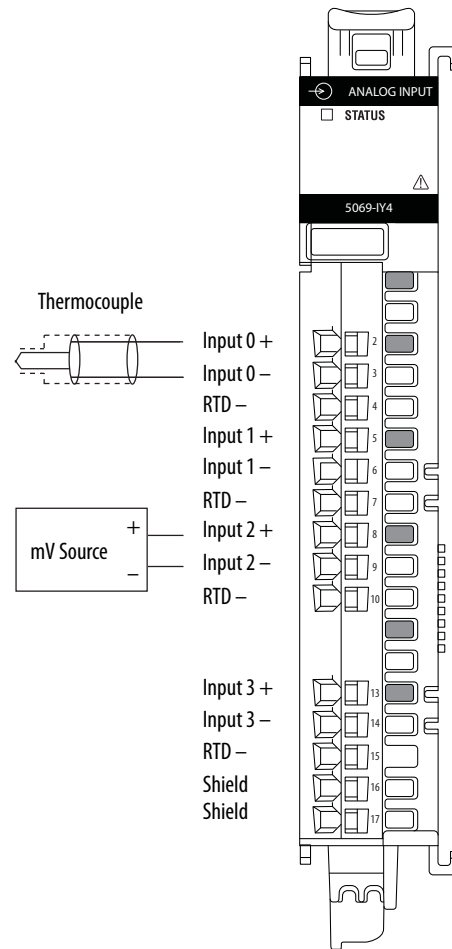 ANALOG INPUT
STATUS
5069-IY4
Thermocouple
Input 0 +
2
Input 0 –
3
RTD –
4
Input 1 +
5
Input 1 –
6
RTD –
7
Input 2 +
8
+
mV Source
–
Input 2 –
9
RTD –
10
Input 3 +
13
Input 3 –
14
RTD –
15
Shield
16
Shield
17